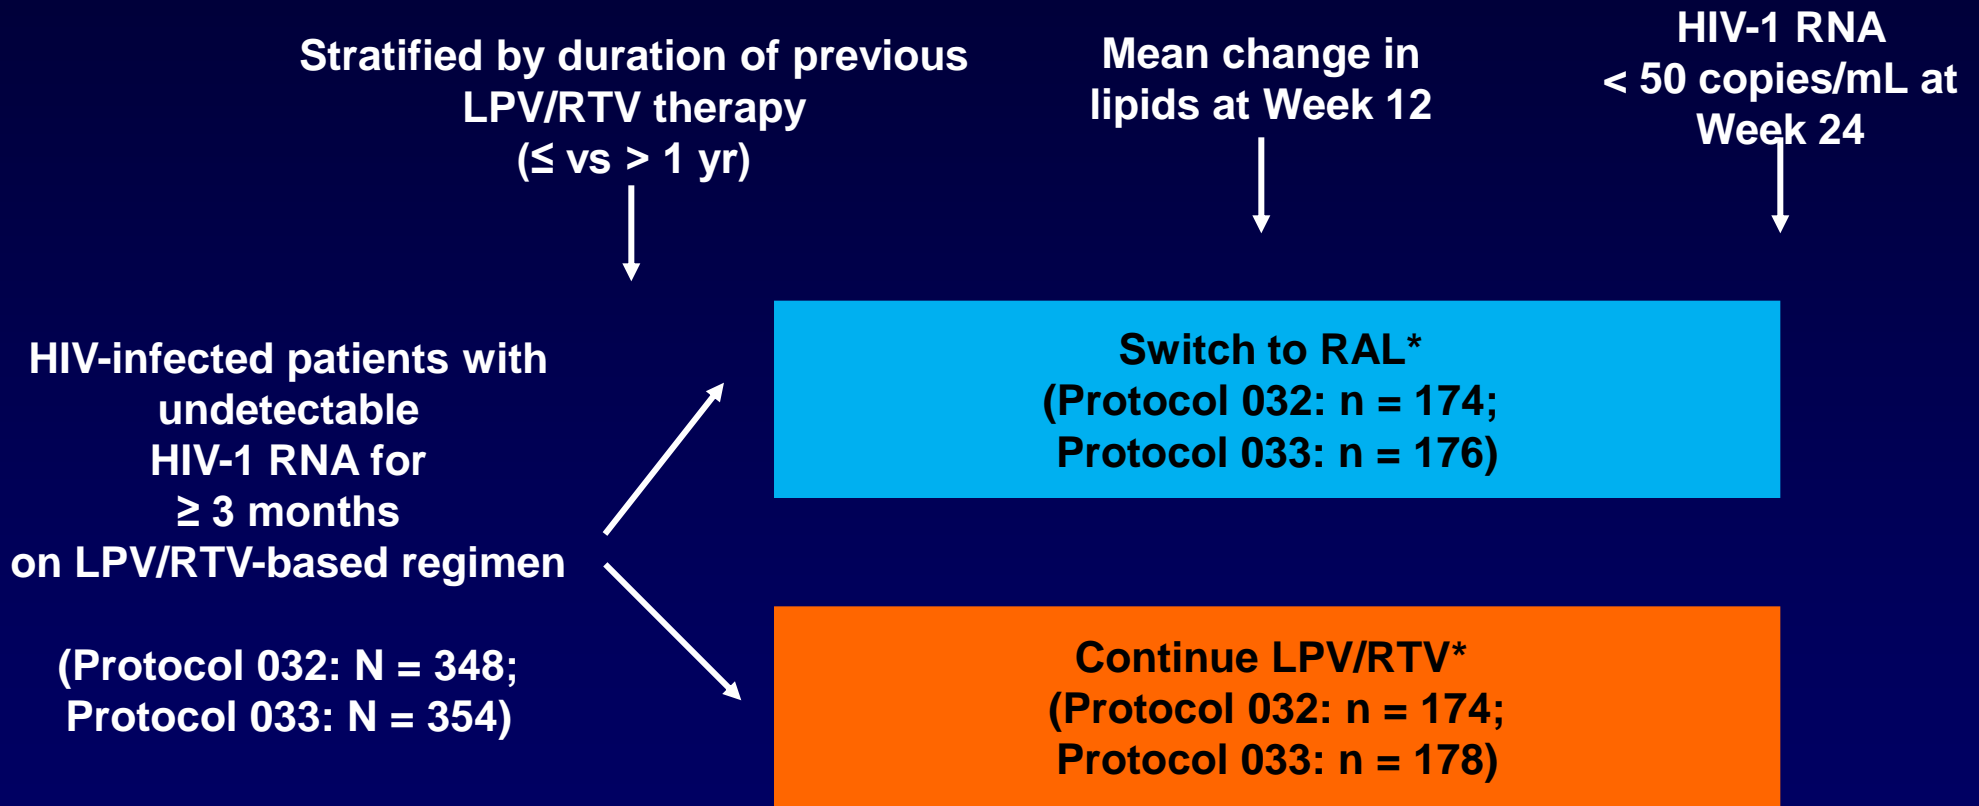 Stratified by duration of previous
LPV/RTV therapy
(≤ vs > 1 yr)
Mean change in
lipids at Week 12
HIV-1 RNA
< 50 copies/mL at
Week 24
HIV-infected patients with
undetectable
HIV-1 RNA for
≥ 3 months
on LPV/RTV-based regimen
(Protocol 032: N = 348;
Protocol 033: N = 354)
Switch to RAL*
(Protocol 032: n = 174;
Protocol 033: n = 176)
Continue LPV/RTV*
(Protocol 032: n = 174;
Protocol 033: n = 178)